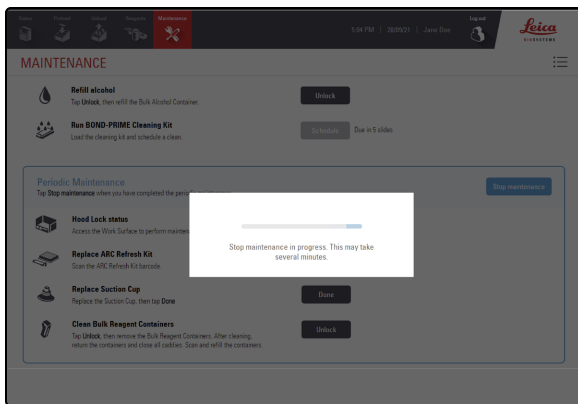 Status
Preload
Unload
Reagents
Maintenance
5:04 PM | 28/09/21 | Jane Doe
Log out
Leica
BIOSYSTEMS
MAINTENANCE
Refill alcohol
Tap Unlock, then refill the Bulk Alcohol Container.
Unlock
Run BOND-PRIME Cleaning Kit
Load the cleaning kit and schedule a clean.
Schedule
Due in 5 slides
Periodic Maintenance
Tap Stop maintenance when you have completed the
Stop maintenance
Hood Lock status
Access the Work Surface to perform
Replace ARC Refresh Kit
Scan the ARC Refresh Kit barcode.
Replace Suction Cup
Replace the Suction Cup, then tap Done
Done
Clean Bulk Reagent Containers
Tap Unlock, then remove the Bulk Reagent Containers. After cleaning,
return the containers and close all caddies. Scan and refill the containers
Unlock
Stop maintenance in progress. This may take
several minutes.